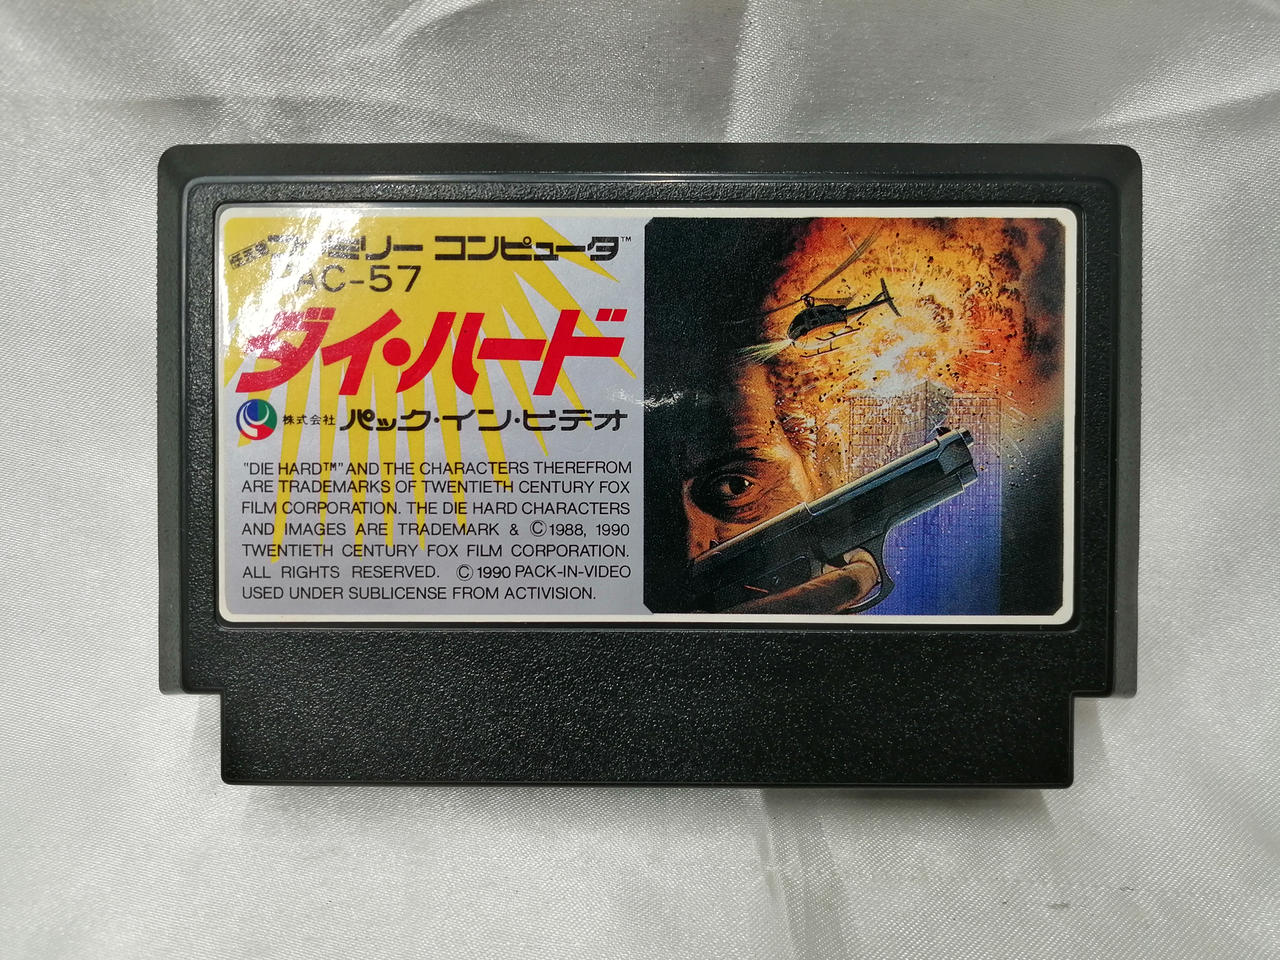 ファミリー コンピュータ™
AC-57
ダイ・ハード
株式会社 パック・イン・ビデオ
"DIE HARD™" AND THE CHARACTERS THEREFROM
ARE TRADEMARKS OF TWENTIETH CENTURY FOX
FILM CORPORATION. THE DIE HARD CHARACTERS
AND IMAGES ARE TRADEMARK & ©1988, 1990
TWENTIETH CENTURY FOX FILM CORPORATION.
ALL RIGHTS RESERVED. ©1990 PACK-IN-VIDEO
USED UNDER SUBLICENSE FROM ACTIVISION.